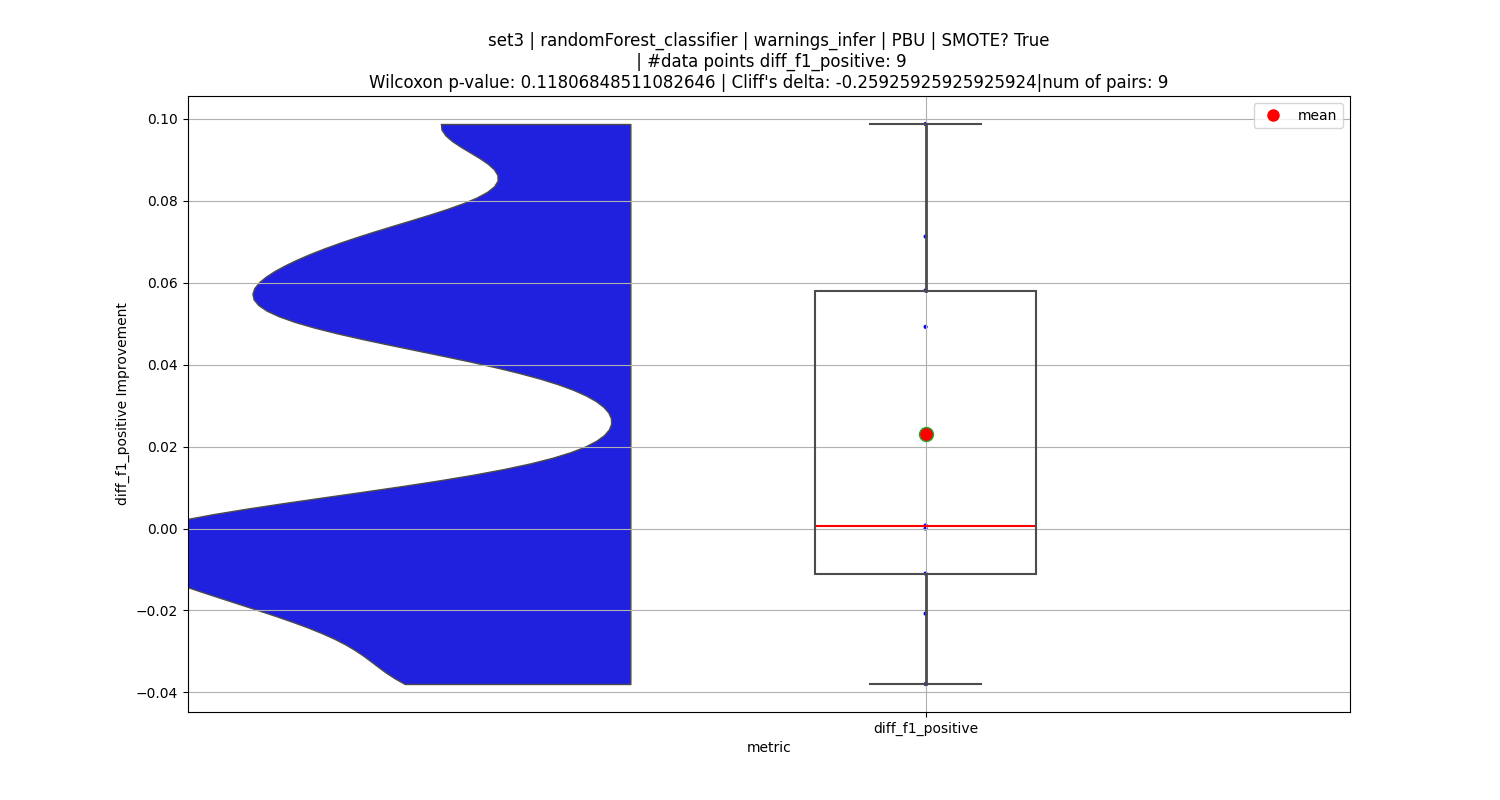 set3 | randomForest_classifier | warnings_infer | PBU | SMOTE? True
| #data points diff_f1_positive: 9
Wilcoxon p-value: 0.11806848511082646 | Cliff's delta: -0.25925925925925924|num of pairs: 9
mean
0.10
0.08
0.06
0.04
0.02
0.00
−0.02
−0.04
diff_f1_positive Improvement
diff_f1_positive
metric